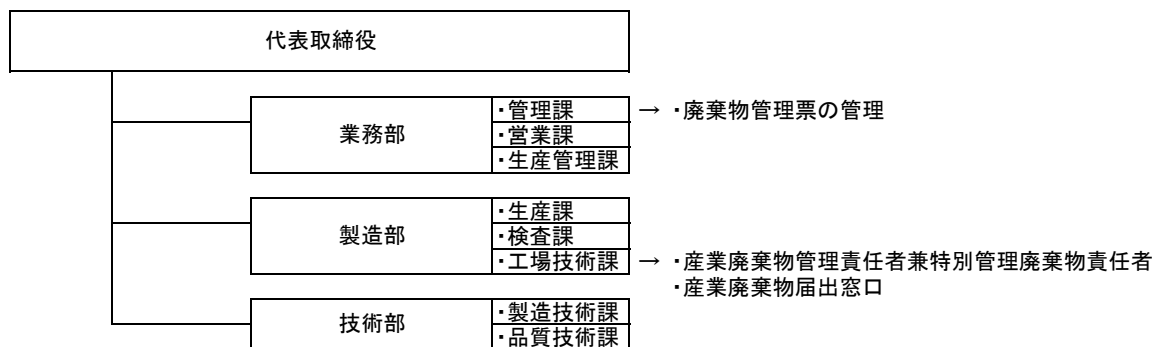 代表取締役
業務部
・管理課 → ・廃棄物管理票の管理
・営業課
・生産管理課
製造部
・生産課
・検査課
・工場技術課 → ・産業廃棄物管理責任者兼特別管理廃棄物責任者
・産業廃棄物届出窓口
技術部
・製造技術課
・品質技術課